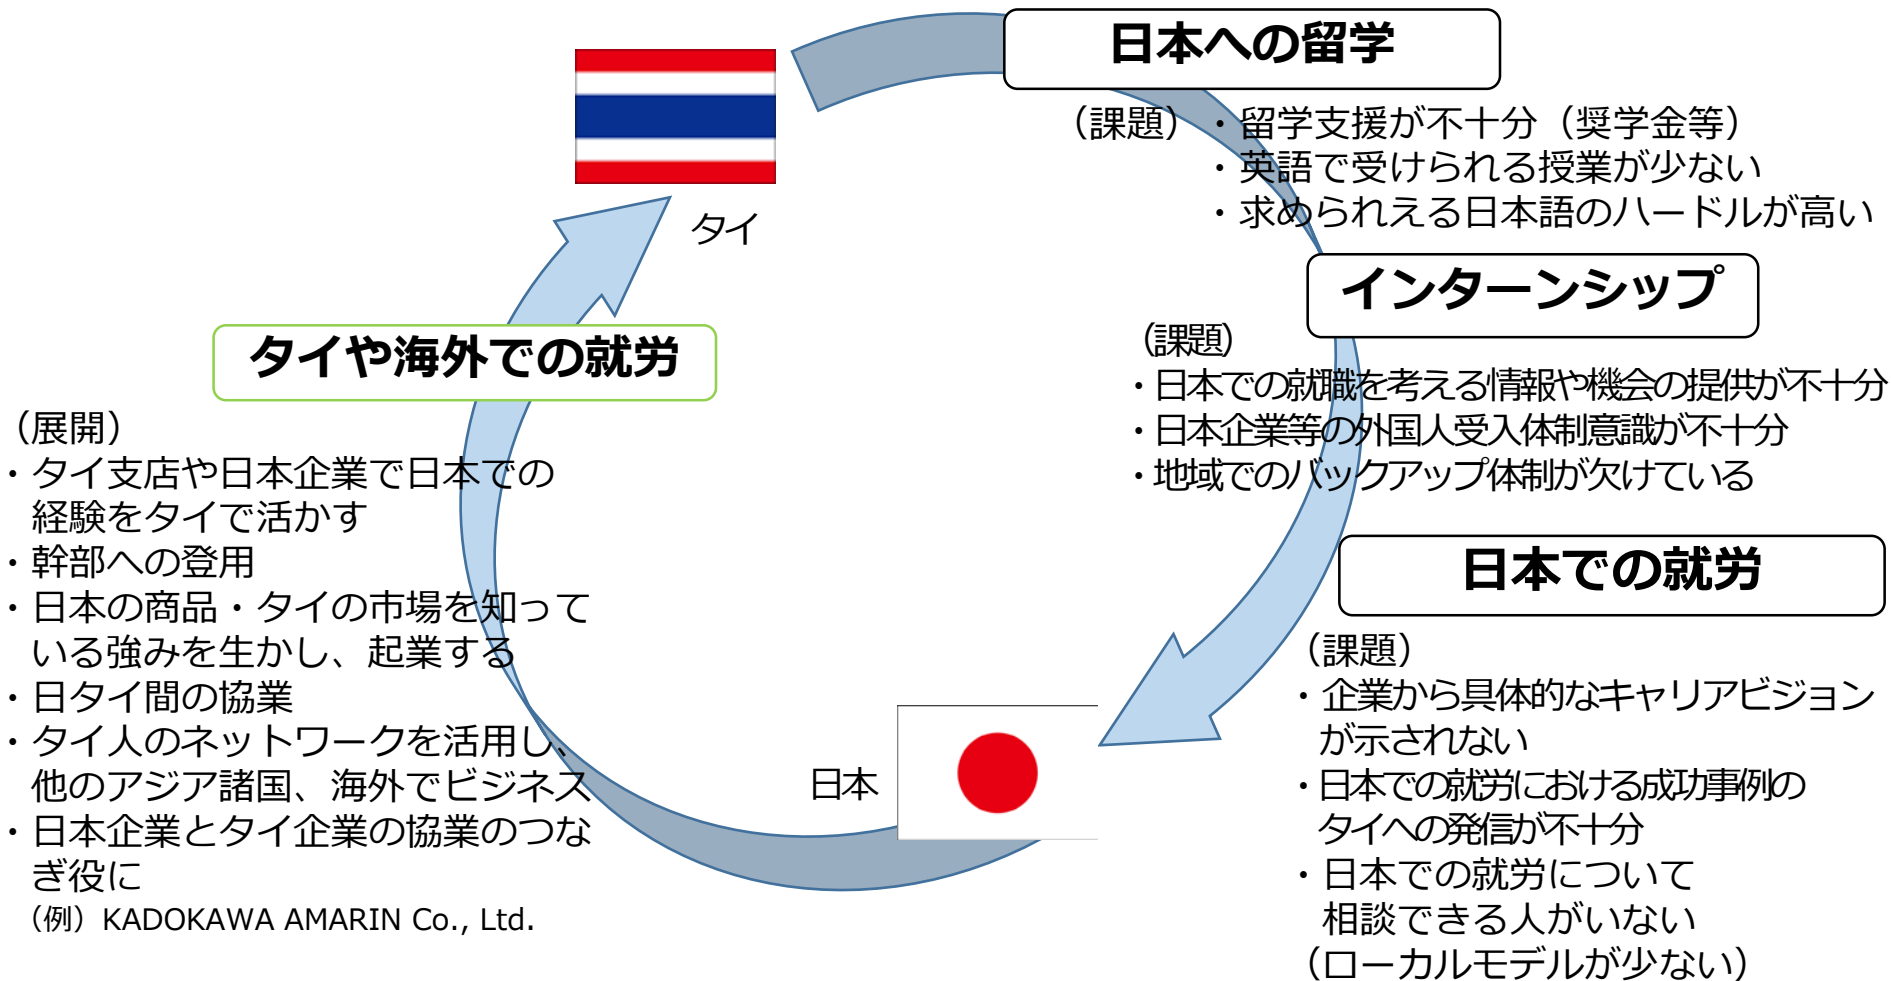 日本への留学
（課題）・留学支援が不十分（奨学金等）
・英語で受けられる授業が少ない
・求められえる日本語のハードルが高い
タイ
インターンシップ
（課題）
・日本での就職を考える情報や機会の提供が不十分
・日本企業等の外国人受入体制意識が不十分
・地域でのバックアップ体制が欠けている
日本での就労
（課題）
・企業から具体的なキャリアビジョン
が示されない
・日本での就労における成功事例の
タイへの発信が不十分
・日本での就労について
相談できる人がいない
（ローカルモデルが少ない）
日本
タイや海外での就労
（展開）
・タイ支店や日本企業で日本での
経験をタイで活かす
・幹部への登用
・日本の商品・タイの市場を知って
いる強みを生かし、起業する
・日タイ間の協業
・タイ人のネットワークを活用し、
他のアジア諸国、海外でビジネス
・日本企業とタイ企業の協業のつな
ぎ役に
（例）KADOKAWA AMARIN Co., Ltd.